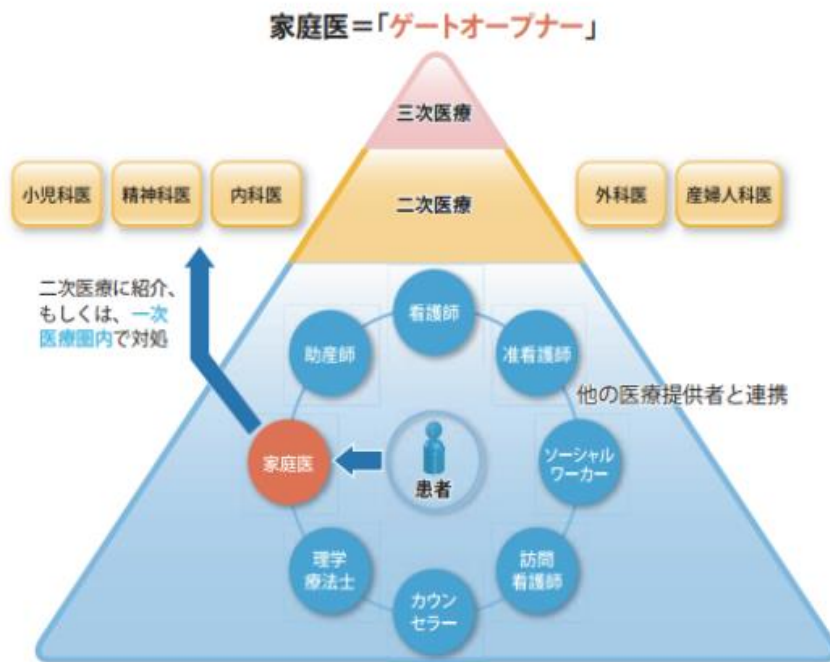 家庭医＝「ゲートオープナー」
三次医療
小児科医
精神科医
内科医
二次医療
外科医
産婦人科医
二次医療に紹介、
もしくは、一次
医療圏内で対処
看護師
助産師
准看護師
他の医療提供者と連携
家庭医
患者
ソーシャル
ワーカー
理学
療法士
訪問
看護師
カウン
セラー